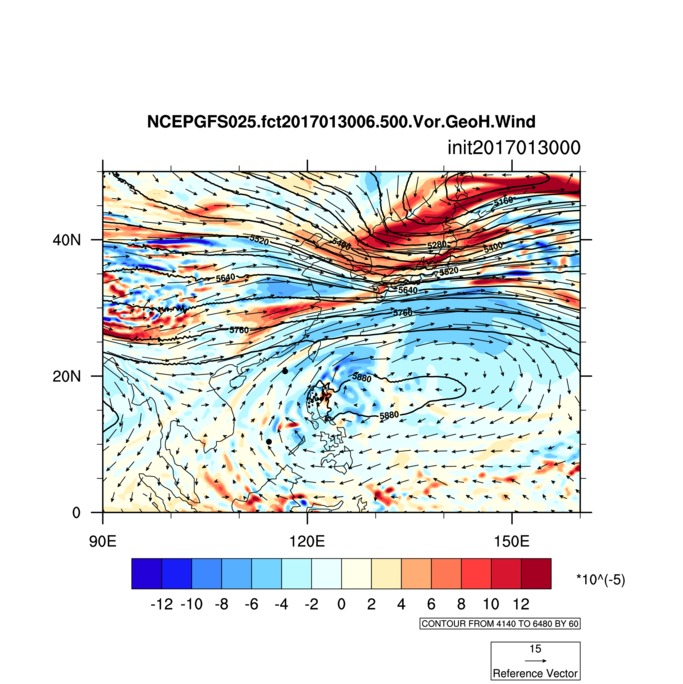 NCEPGFS025.fct2017013006.500.Vor.GeoH.Wind
init2017013000
5160
5520
5400
5280
5400
5520
5640
5640
5760
5760
5880
5880
40N
20N
0
90E
120E
150E
-12 -10 -8 -6 -4 -2 0 2 4 6 8 10 12
*10^(-5)
CONTOUR FROM 4140 TO 6480 BY 60
15
Reference Vector